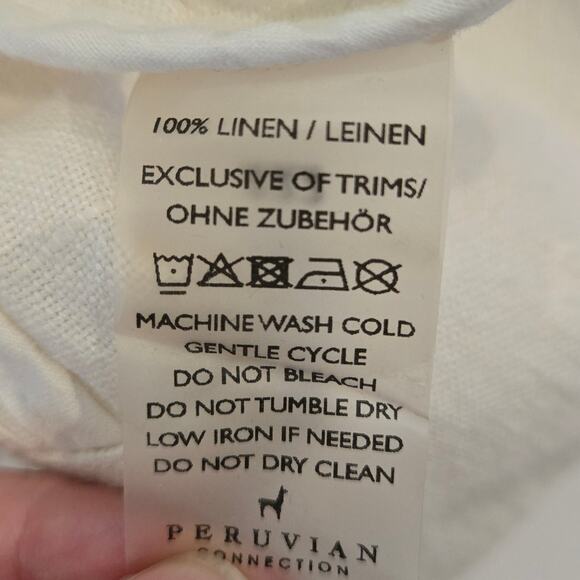 100% LINEN / LEINEN
EXCLUSIVE OF TRIMS/
OHNE ZUBEHÖR
MACHINE WASH COLD
GENTLE CYCLE
DO NOT BLEACH
DO NOT TUMBLE DRY
LOW IRON IF NEEDED
DO NOT DRY CLEAN
PERUVIAN
CONNECTION